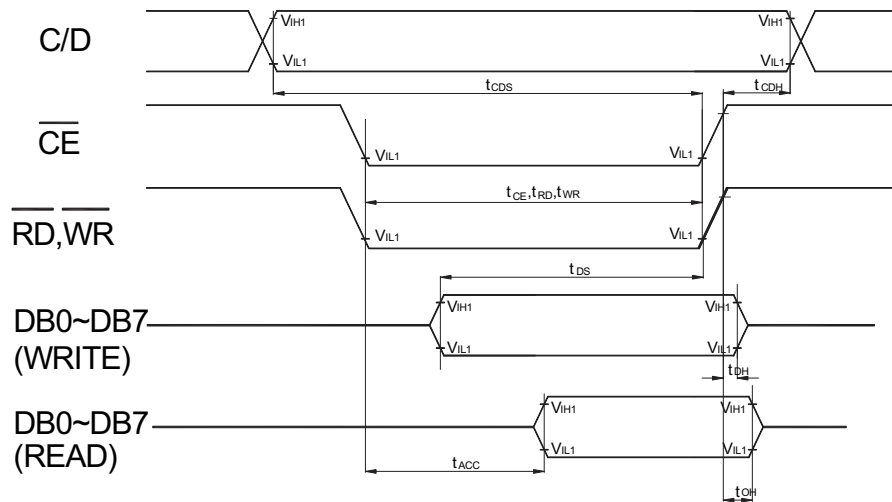 C/D
VIH1
VIL1
VIH1
VIL1
tCDS
tCDH
CE
VIL1
VIL1
tCE,tRD,tWR
RD,WR
VIL1
VIL1
tDS
DB0~DB7
(WRITE)
VIH1
VIL1
VIH1
VIL1
tDH
DB0~DB7
(READ)
VIH1
VIL1
VIH1
VIL1
tACC
tOH